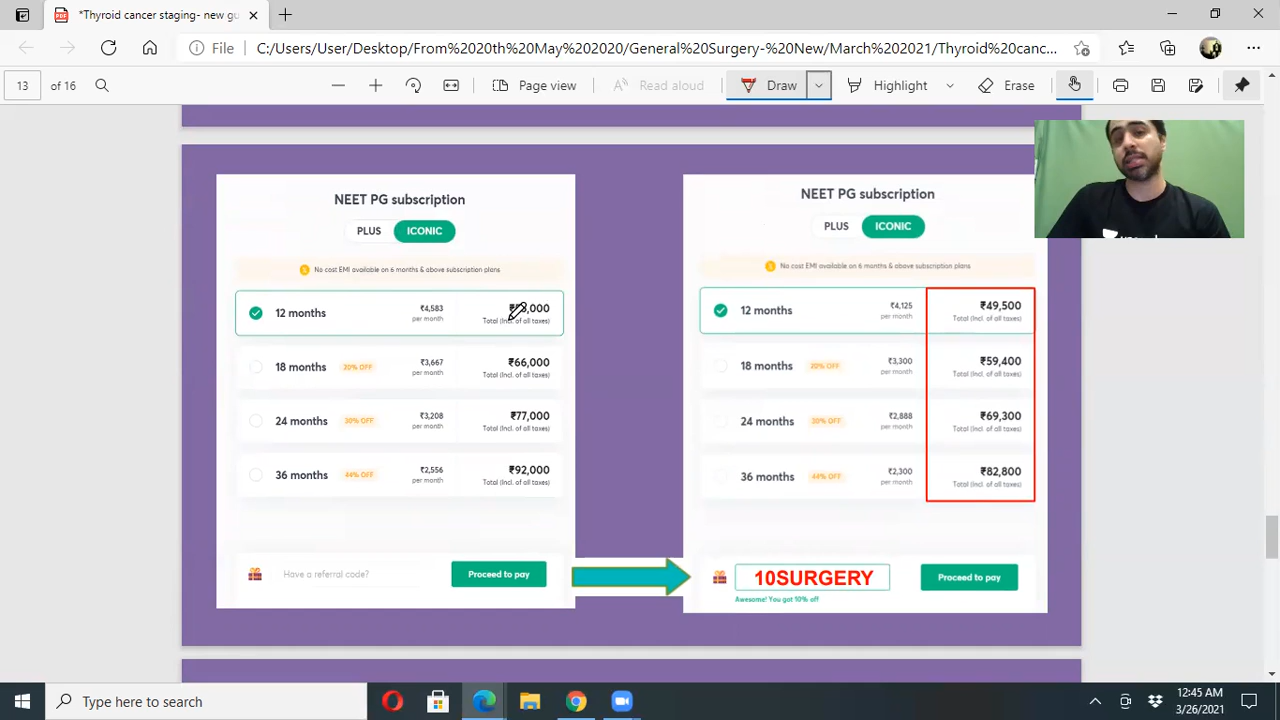 *Thyroid cancer staging- new gu
File
C:/Users/User/Desktop/From%2020th%20May%202020/General%20Surgery-%20New/March%202021/Thyroid%20canc...
13 of 16
Page view
Read aloud
Draw
Highlight
Erase
NEET PG subscription
PLUS
ICONIC
No cost EMI available on 6 months & above subscription plans
12 months
₹4,583
per month
Total (Incl. of all taxes)
18 months
20% OFF
₹3,667
per month
₹66,000
Total (Incl. of all taxes)
24 months
30% OFF
₹3,208
per month
₹77,000
Total (Incl. of all taxes)
36 months
44% OFF
₹2,556
per month
₹92,000
Total (Incl. of all taxes)
Have a referral code?
Proceed to pay
NEET PG subscription
PLUS
ICONIC
No cost EMI available on 6 months & above subscription plans
12 months
₹4,125
per month
₹49,500
Total (Incl. of all taxes)
18 months
20% OFF
₹3,300
per month
₹59,400
Total (Incl. of all taxes)
24 months
30% OFF
₹2,888
per month
₹69,300
Total (Incl. of all taxes)
36 months
44% OFF
₹2,300
per month
₹82,800
Total (Incl. of all taxes)
10SURGERY
Proceed to pay
Awesome! You got 10% off
Type here to search
12:45 AM
3/26/2021